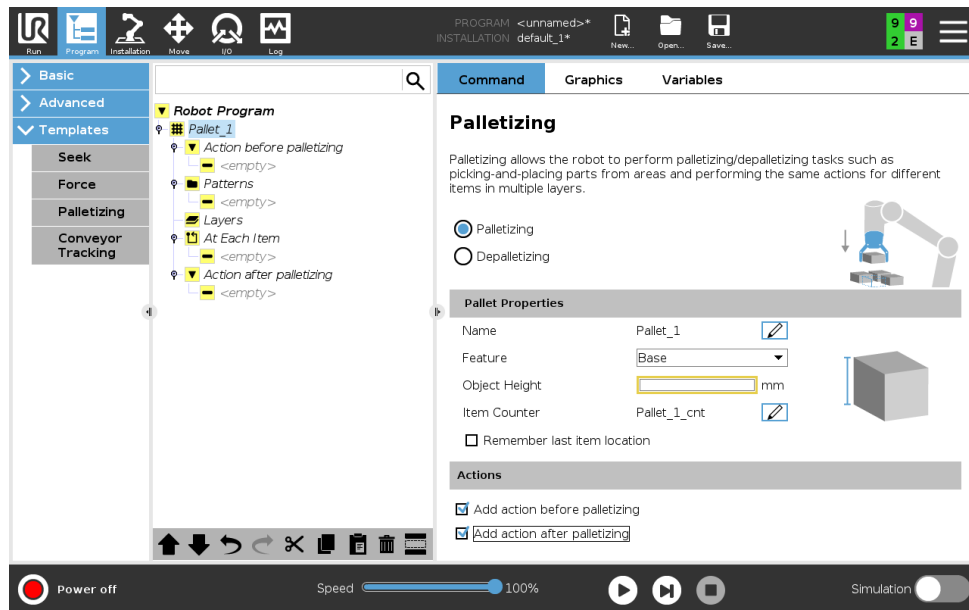 UR
Run
Program
Installation
Move
I/O
Log
PROGRAM <unnamed>*
INSTALLATION default_1*
New...
Open...
Save...
9 9
2 E
Basic
Advanced
Templates
Seek
Force
Palletizing
Conveyor
Tracking
Robot Program
Pallet_1
Action before palletizing
<empty>
Patterns
<empty>
Layers
At Each Item
<empty>
Action after palletizing
<empty>
Command Graphics Variables
Palletizing
Palletizing allows the robot to perform palletizing/depalletizing tasks such as
picking-and-placing parts from areas and performing the same actions for different
items in multiple layers.
Palletizing
Depalletizing
Pallet Properties
Name Pallet_1
Feature Base
Object Height mm
Item Counter Pallet_1_cnt
Remember last item location
Actions
Add action before palletizing
Add action after palletizing
Power off
Speed 100%
Simulation